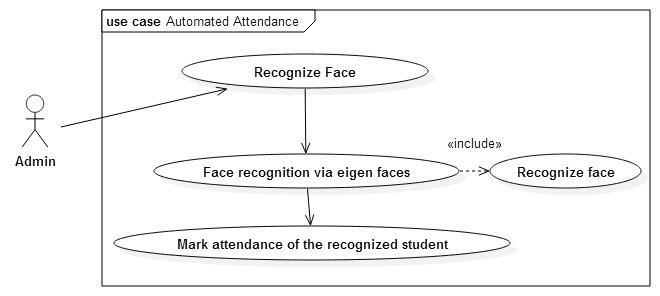 use case Automated Attendance
Recognize Face
Admin
«include»
Face recognition via eigen faces
Recognize face
Mark attendance of the recognized student